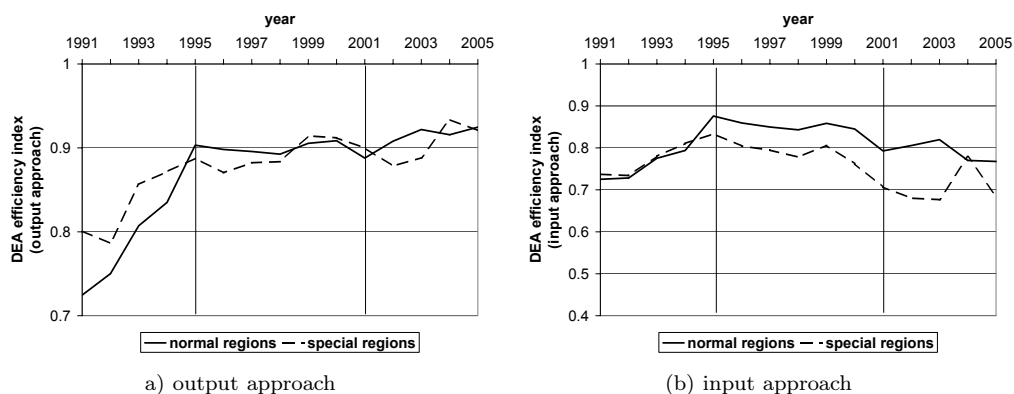 year
1991 1993 1995 1997 1999 2001 2003 2005
1
0.9
0.8
0.7
DEA efficiency index
(output approach)
normal regions special regions
a) output approach
year
1991 1993 1995 1997 1999 2001 2003 2005
1
0.9
0.8
0.7
0.6
0.5
0.4
DEA efficiency index
(input approach)
normal regions special regions
(b) input approach